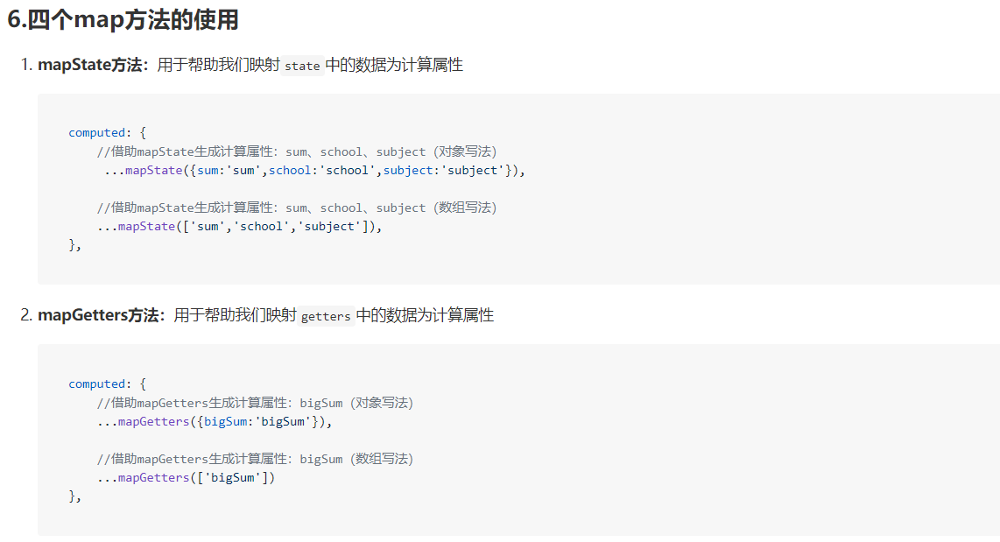 6.四个map方法的使用
1. mapState方法：用于帮助我们映射 state 中的数据为计算属性
computed: {
//借助mapState生成计算属性：sum、school、subject（对象写法）
...mapState({sum:'sum',school:'school',subject:'subject'}),
//借助mapState生成计算属性：sum、school、subject（数组写法）
...mapState(['sum','school','subject']),
},
2. mapGetters方法：用于帮助我们映射 getters 中的数据为计算属性
computed: {
//借助mapGetters生成计算属性：bigSum（对象写法）
...mapGetters({bigSum:'bigSum'}),
//借助mapGetters生成计算属性：bigSum（数组写法）
...mapGetters(['bigSum'])
},